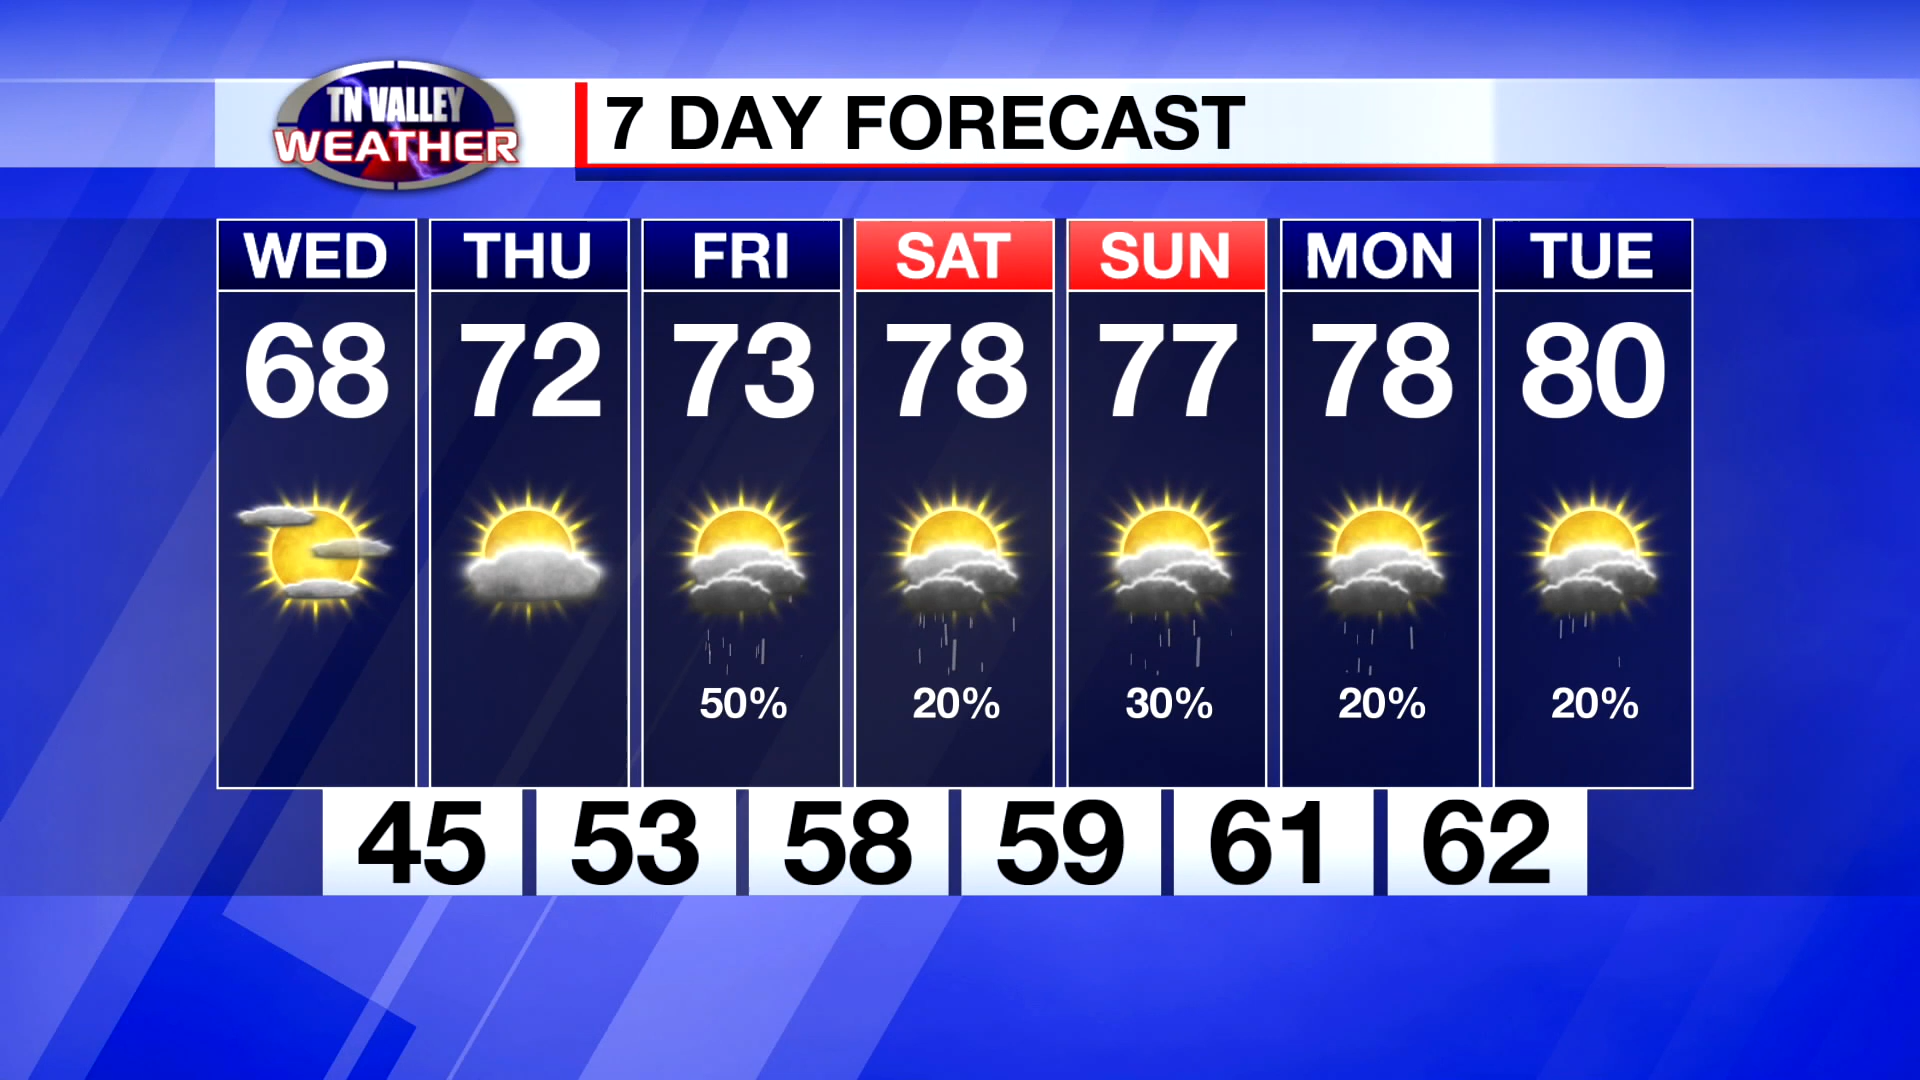 TN VALLEY
WEATHER
7 DAY FORECAST
WED THU FRI SAT SUN MON TUE
68 72 73 78 77 78 80
50% 20% 30% 20% 20%
45 53 58 59 61 62